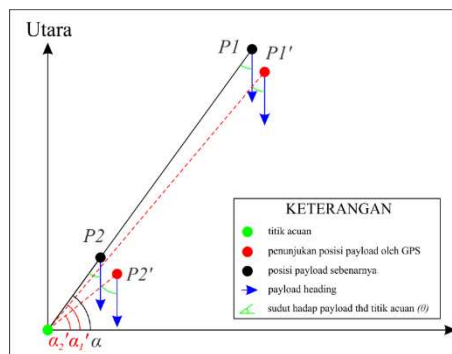 Utara
P1
P1'
P2
P2'
α₂' α₁' α
KETERANGAN
titik acuan
penunjukan posisi payload oleh GPS
posisi payload sebenarnya
payload heading
sudut hadap payload thd titik acuan (θ)